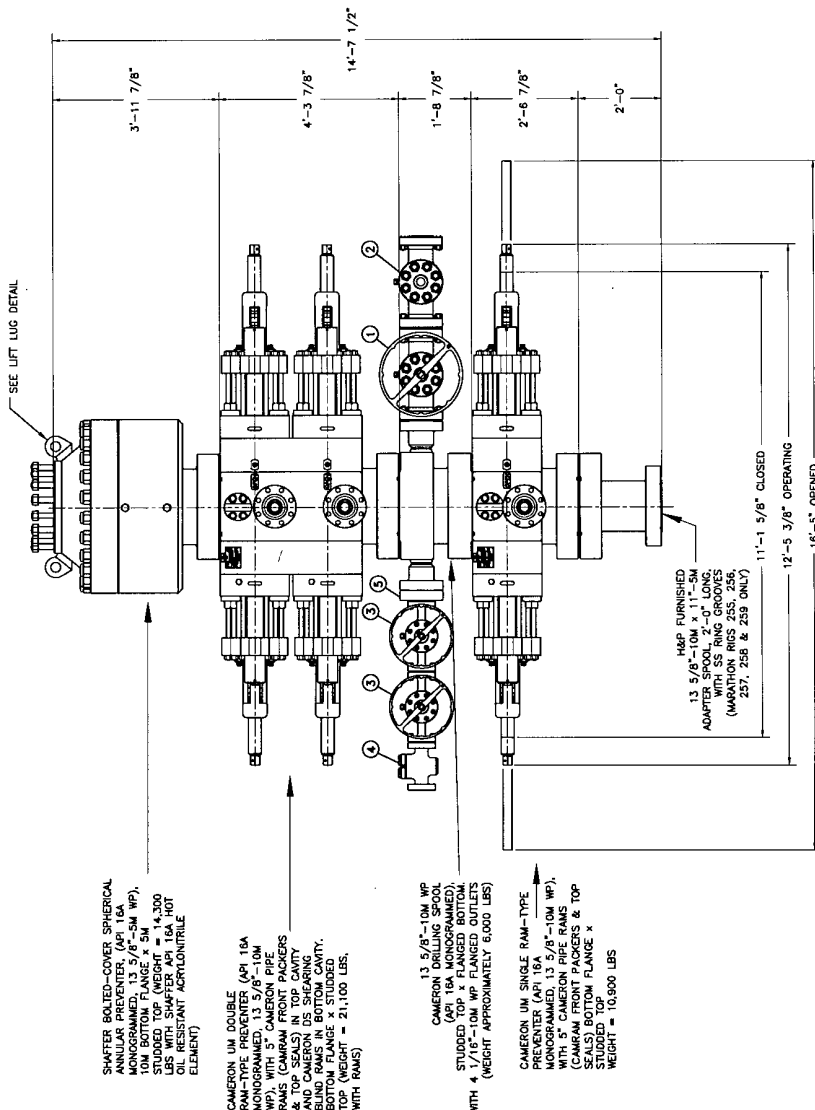 SEE LIFT LUG DETAIL
SHAFFER BOLTED-COVER SPHERICAL
ANNULAR PREVENTER, (API 16A
MONOGRAMMED, 13 5/8"-5M WP),
10M BOTTOM FLANGE x 5M
STUDDED TOP (WEIGHT = 14,300
LBS WITH SHAFFER API 16A HOT
OIL RESISTANT ACRYLONITRILE
ELEMENT)
CAMERON UM DOUBLE
RAM-TYPE PREVENTER (API 16A
MONOGRAMMED, 13 5/8"-10M
WP), WITH 5" CAMERON PIPE
RAMS (CAMRAM FRONT PACKERS
& TOP SEALS) IN TOP CAVITY
AND CAMERON DS SHEARING
BLIND RAMS IN BOTTOM CAVITY.
BOTTOM FLANGE x STUDDED
TOP (WEIGHT = 21,100 LBS,
WITH RAMS)
13 5/8"-10M WP
CAMERON DRILLING SPOOL
(API 16A MONOGRAMMED),
STUDDED TOP x FLANGED BOTTOM,
WITH 4 1/16"-10M WP FLANGED OUTLETS
(WEIGHT APPROXIMATELY 6,000 LBS)
CAMERON UM SINGLE RAM-TYPE
PREVENTER (API 16A
MONOGRAMMED, 13 5/8"-10M WP),
WITH 5" CAMERON PIPE RAMS
(CAMRAM FRONT PACKERS & TOP
SEALS) BOTTOM FLANGE x
STUDDED TOP
WEIGHT = 10,900 LBS
4
3
3
5
1
2
H&P FURNISHED
13 5/8"-10M x 11"-5M
ADAPTER SPOOL, 2'-0" LONG,
WITH SS RING GROOVES
(MARATHON RIGS 255, 256,
257, 258 & 259 ONLY)
3'-11 7/8"
4'-3 7/8"
1'-8 7/8"
2'-6 7/8"
2'-0"
14'-7 1/2"
11'-1 5/8" CLOSED
12'-5 3/8" OPERATING
16'-5" OPENED